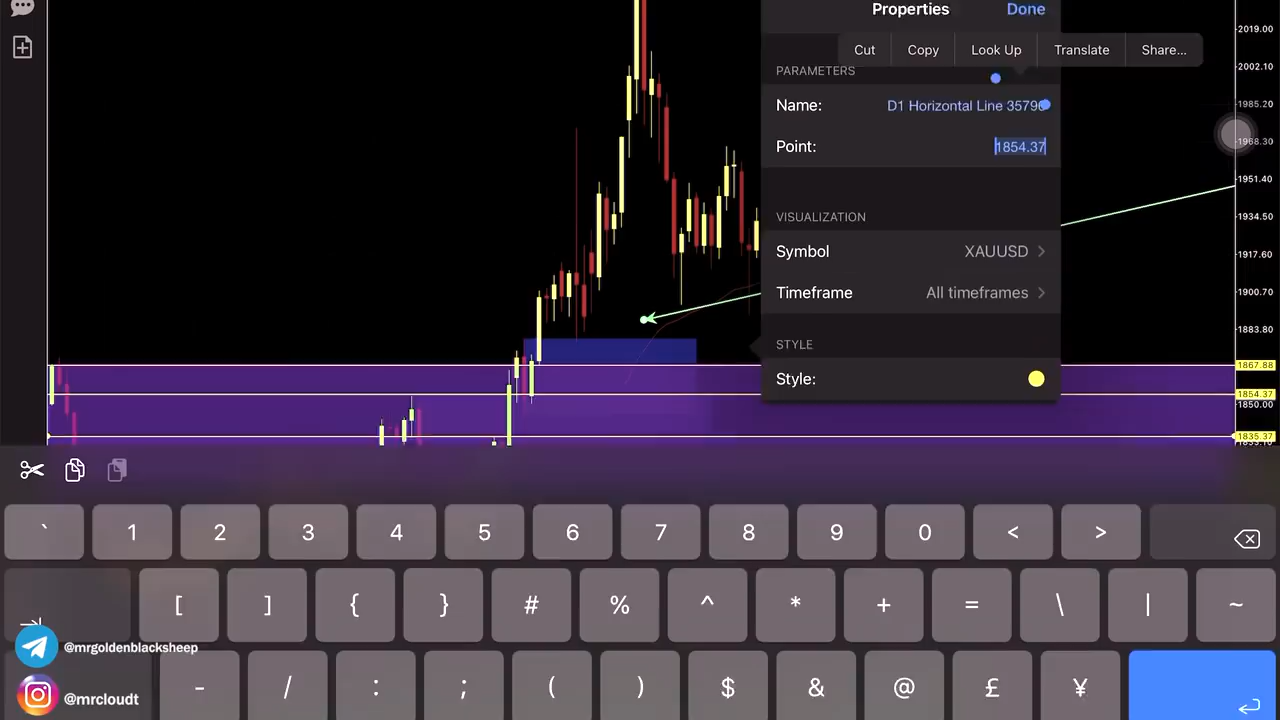 Properties
Done
Cut
Copy
Look Up
Translate
Share...
PARAMETERS
Name:
D1 Horizontal Line 35790
Point:
1854.37
VISUALIZATION
Symbol
XAUUSD
Timeframe
All timeframes
STYLE
Style:
2019.00
2002.10
1985.20
1968.30
1951.40
1934.50
1917.60
1900.70
1883.80
1867.88
1854.37
1850.00
1835.37
` 1 2 3 4 5 6 7 8 9 0 < >
[ ] { } # % ^ * + = \ | ~
@mrgoldenblacksheep
- / : ; ( ) $ & @ £ ¥
@mrcloudt